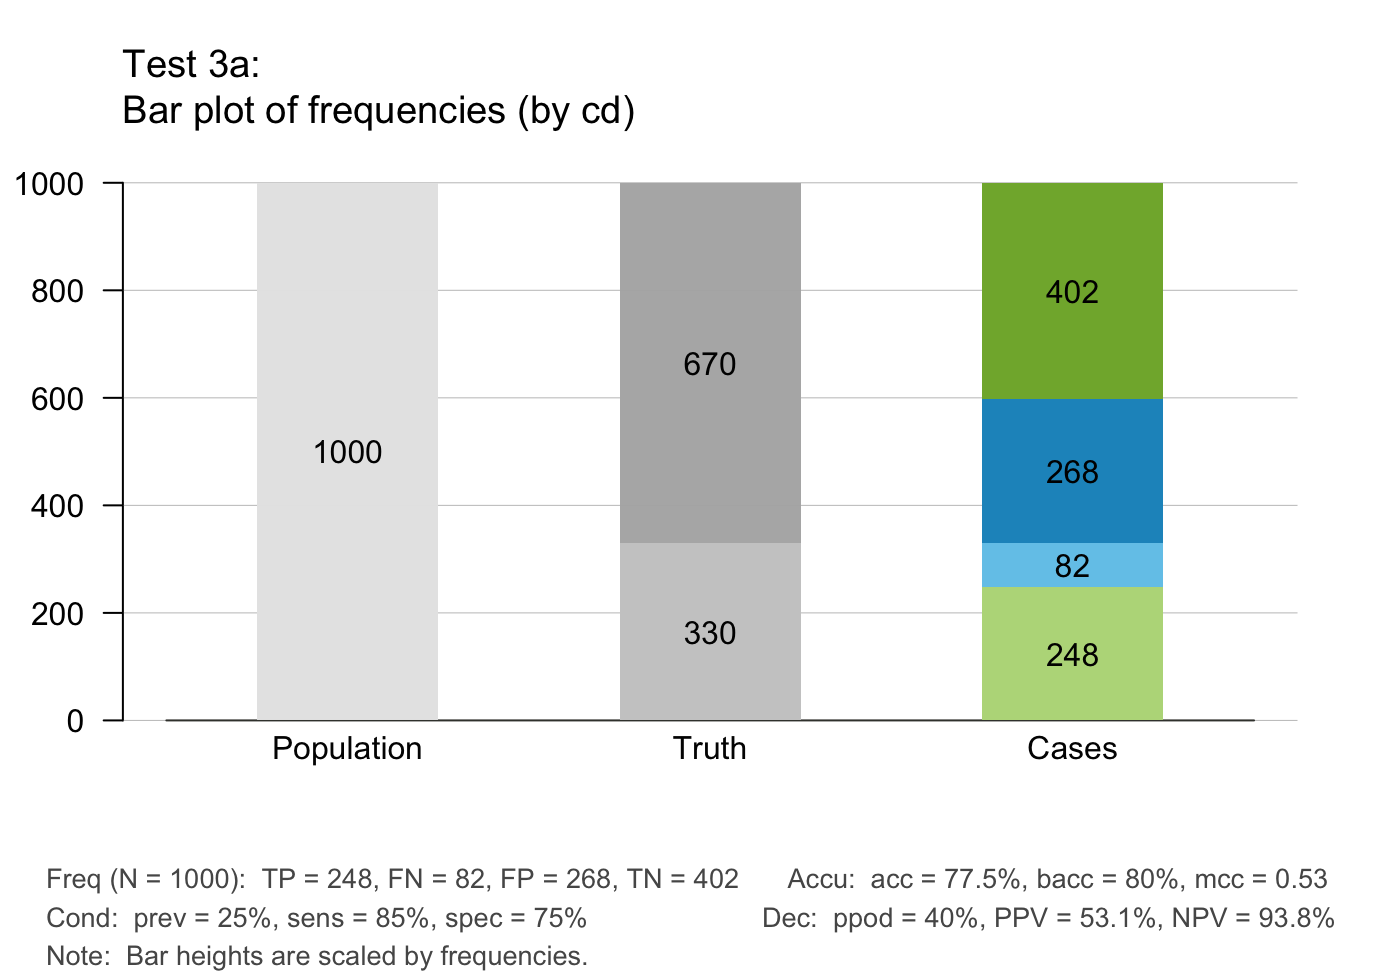 Test 3a:
Bar plot of frequencies (by cd)
1000
800
600
400
200
0
1000
670
330
402
268
82
248
Population
Truth
Cases
Freq (N = 1000):  TP = 248, FN = 82, FP = 268, TN = 402
Accu:  acc = 77.5%, bacc = 80%, mcc = 0.53
Cond:  prev = 25%, sens = 85%, spec = 75%
Dec:  ppod = 40%, PPV = 53.1%, NPV = 93.8%
Note:  Bar heights are scaled by frequencies.